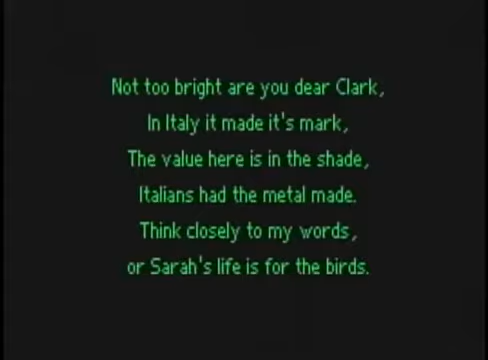 Not too bright are you dear Clark,
In Italy it made it's mark,
The value here is in the shade,
Italians had the metal made.
Think closely to my words,
or Sarah's life is for the birds.